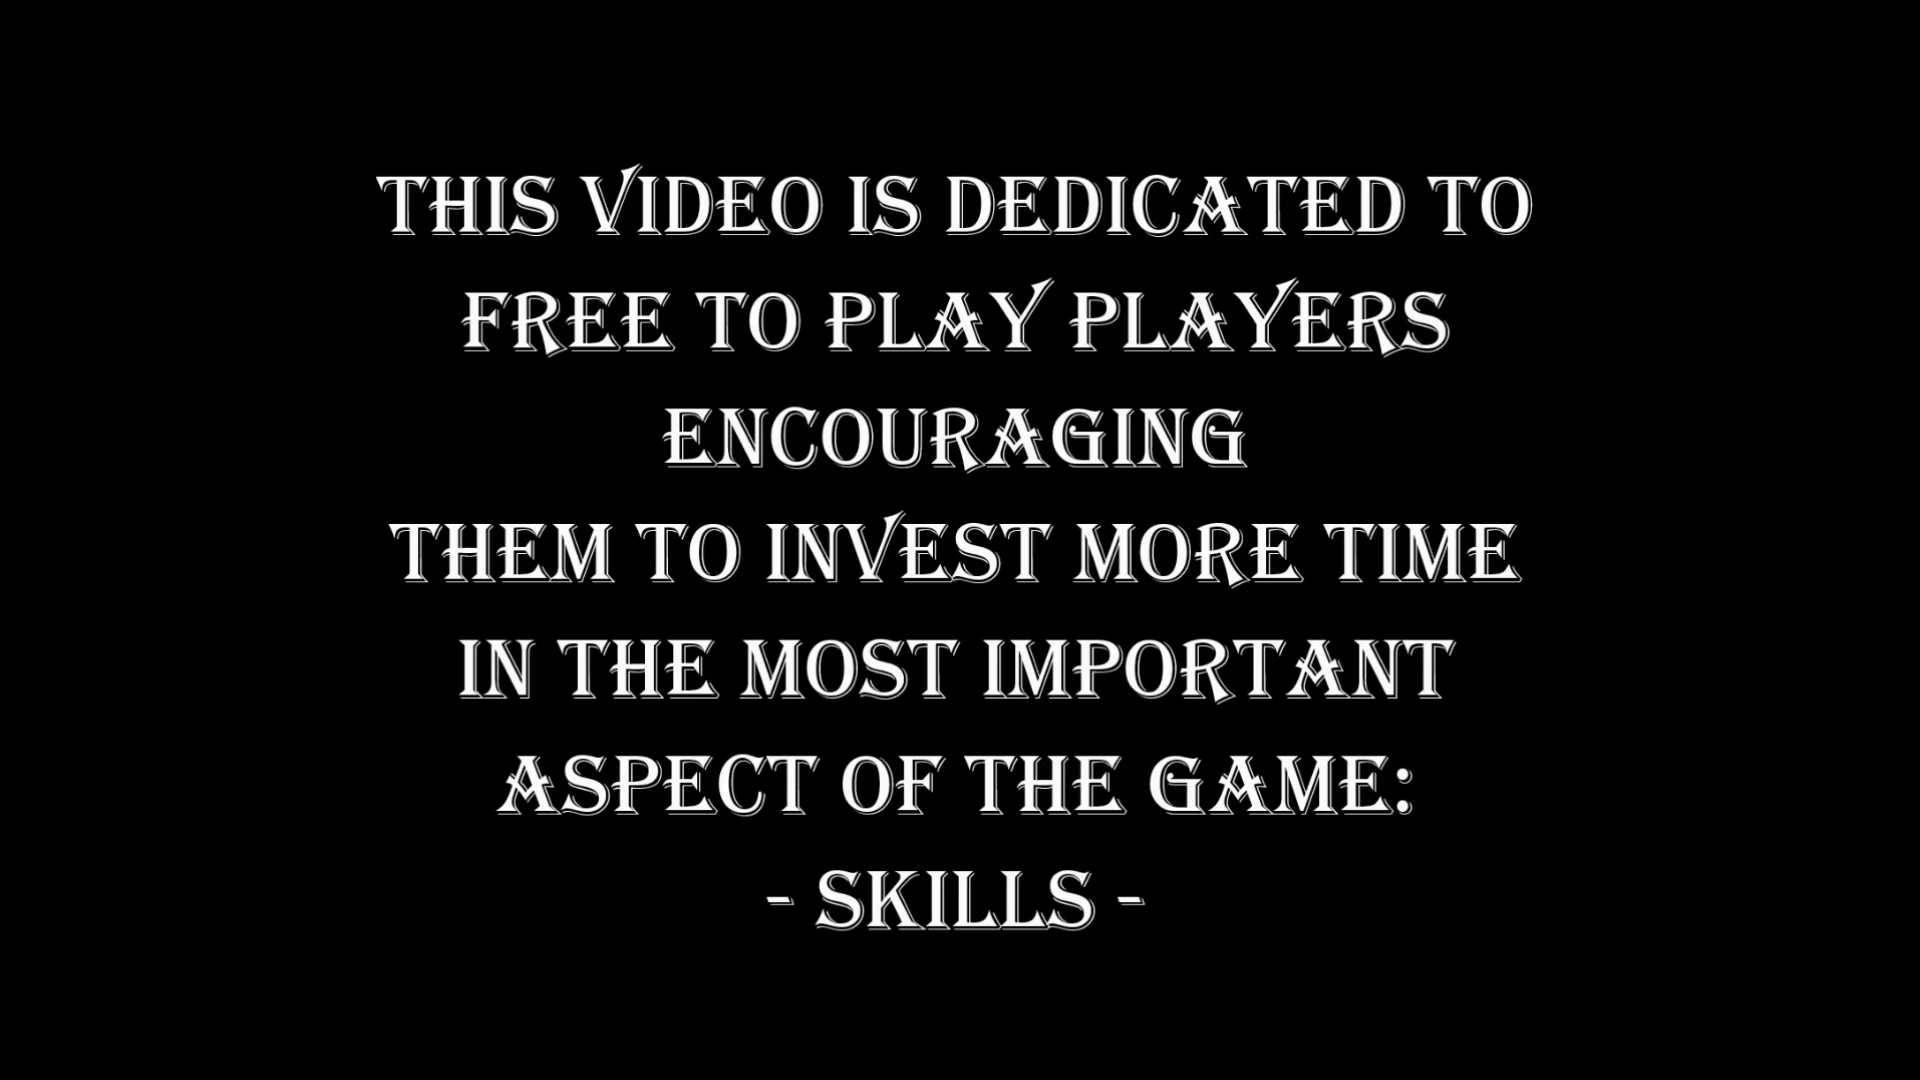 THIS VIDEO IS DEDICATED TO
FREE TO PLAY PLAYERS
ENCOURAGING
THEM TO INVEST MORE TIME
IN THE MOST IMPORTANT
ASPECT OF THE GAME:
- SKILLS -